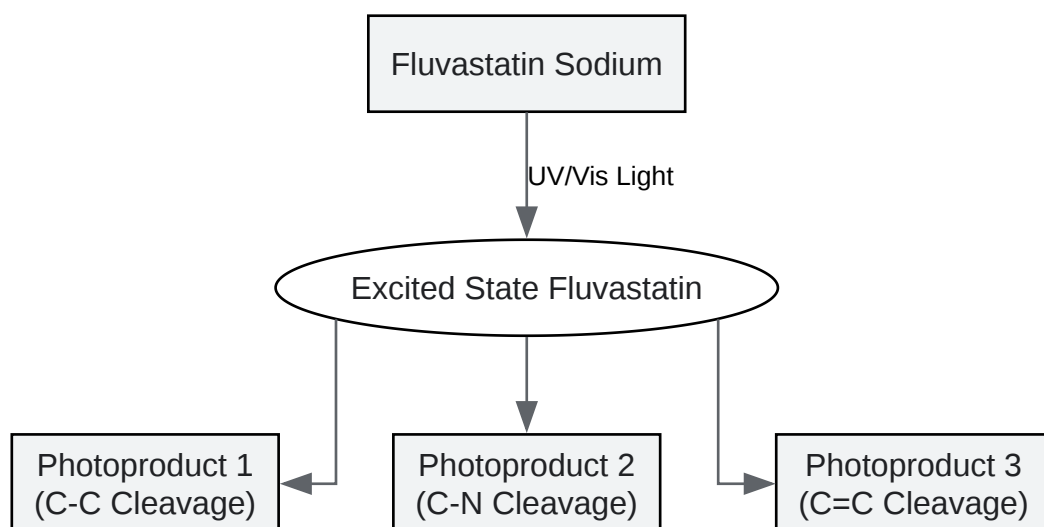 Fluvastatin Sodium
UV/Vis Light
Excited State Fluvastatin
Photoproduct 1
(C-C Cleavage)
Photoproduct 2
(C-N Cleavage)
Photoproduct 3
(C=C Cleavage)